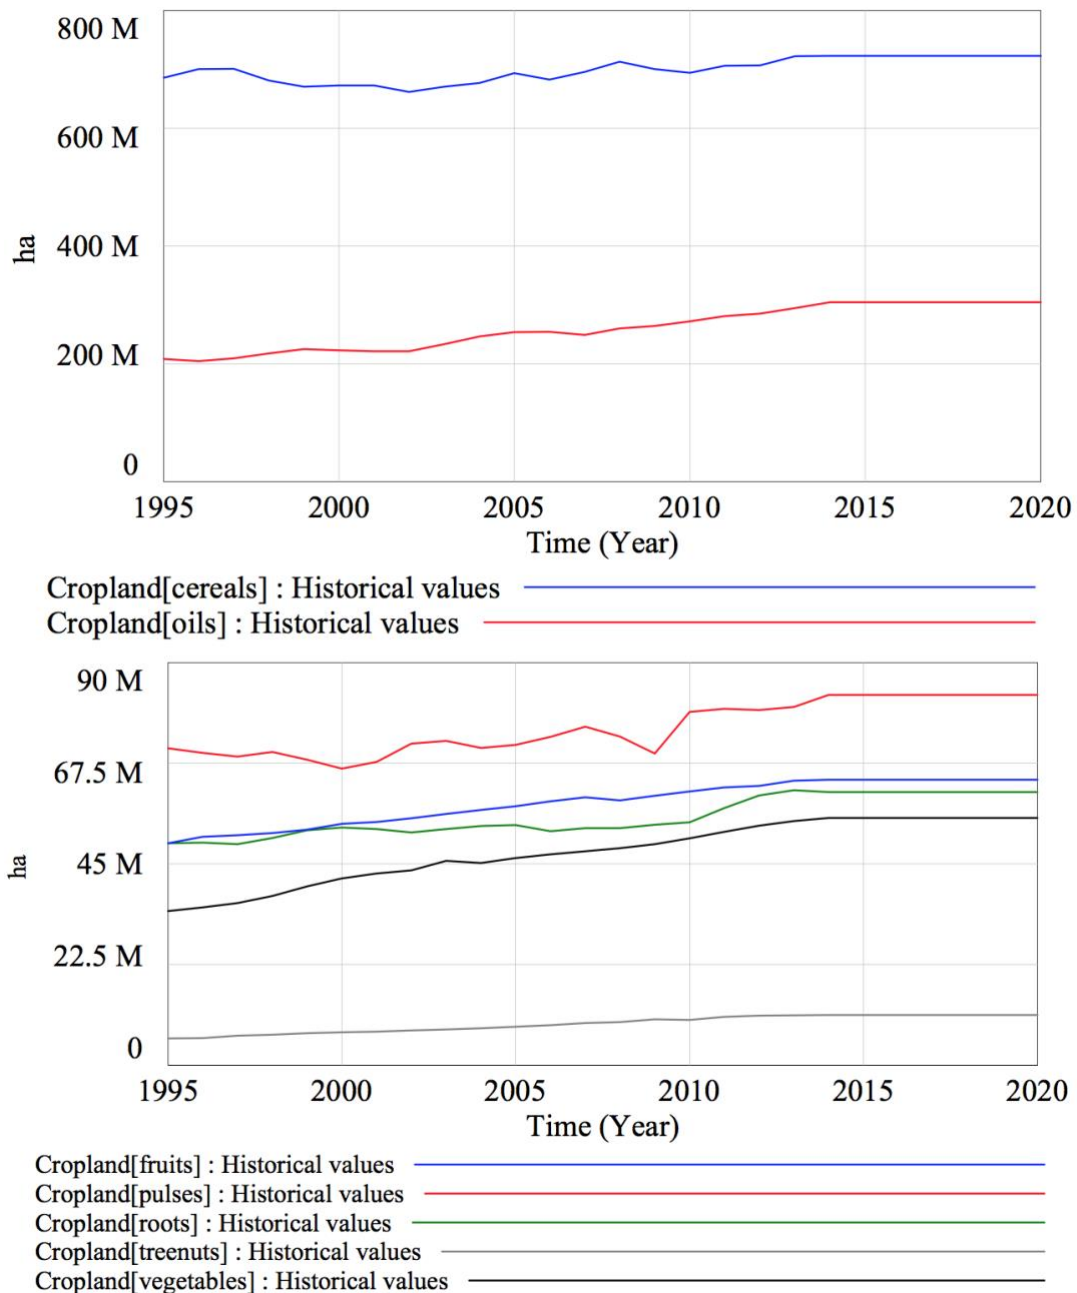 800 M
600 M
ha
400 M
200 M
0
1995 2000 2005 2010 2015 2020
Time (Year)
Cropland[cereals] : Historical values
Cropland[oils] : Historical values
90 M
67.5 M
ha
45 M
22.5 M
0
1995 2000 2005 2010 2015 2020
Time (Year)
Cropland[fruits] : Historical values
Cropland[pulses] : Historical values
Cropland[roots] : Historical values
Cropland[treenuts] : Historical values
Cropland[vegetables] : Historical values